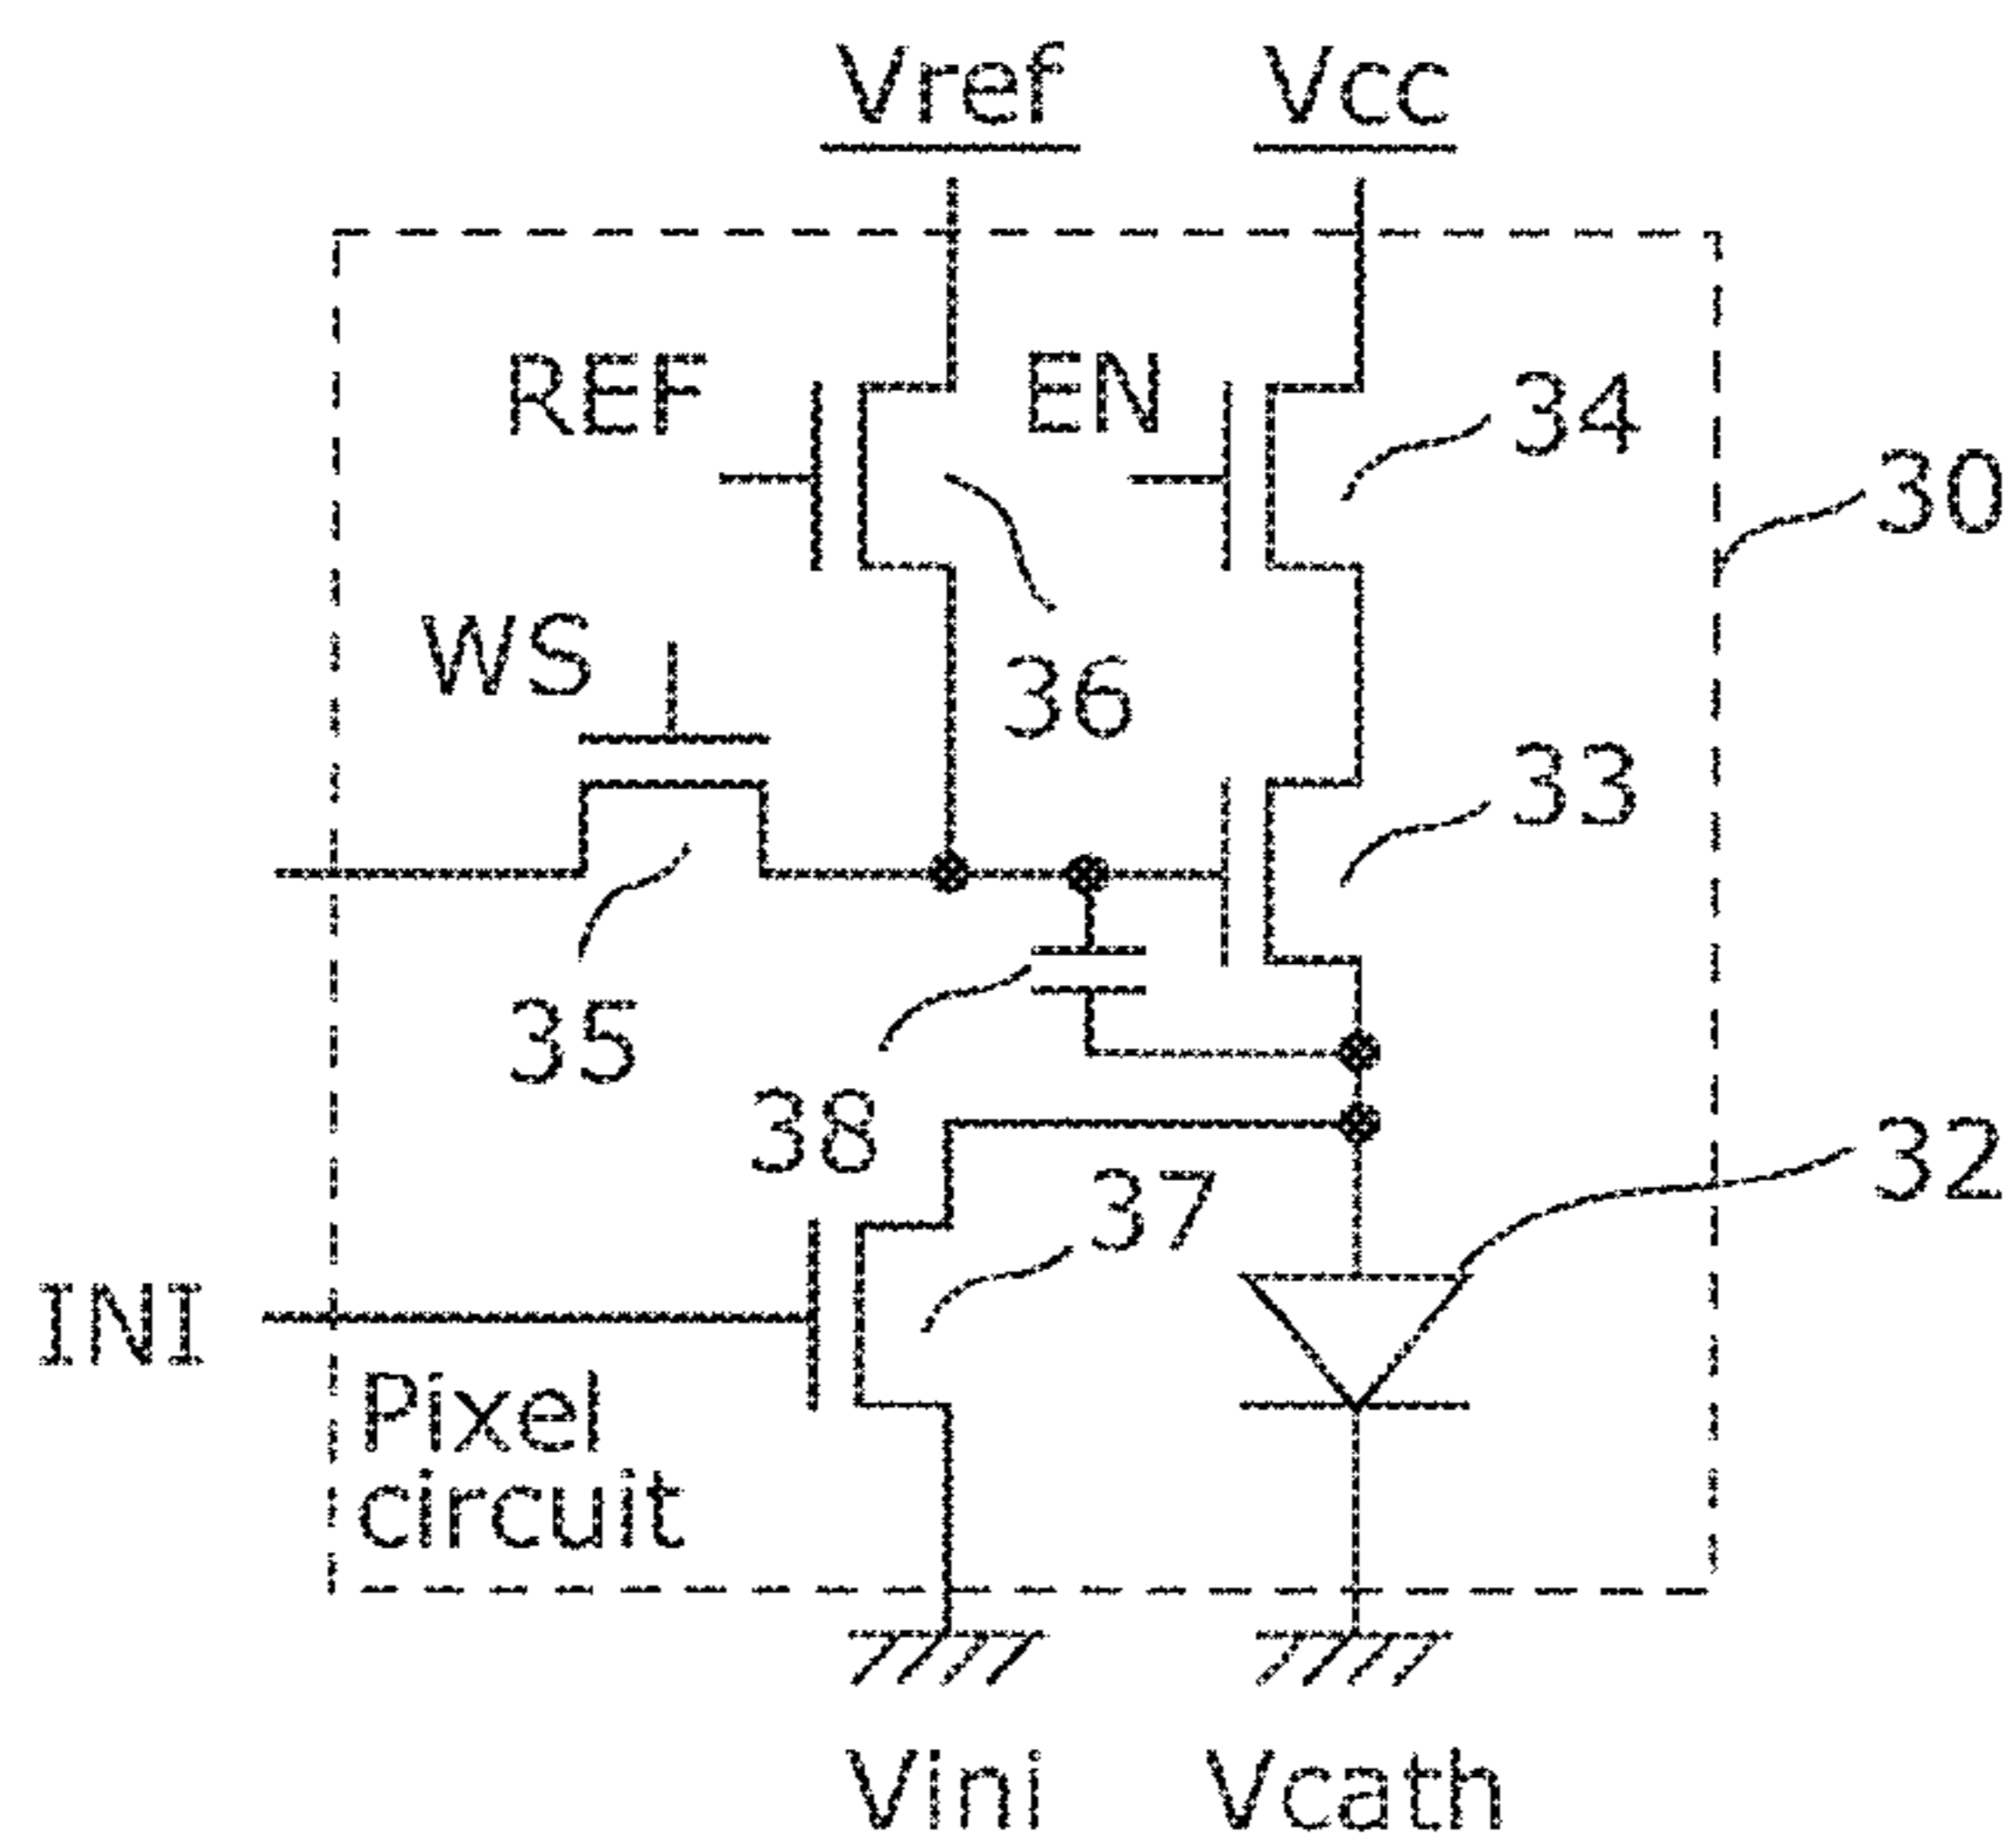 Vref Vcc
REF EN 34
30
WS 36
33
35
38
37 32
INI
Pixel
circuit
Vini Vcath